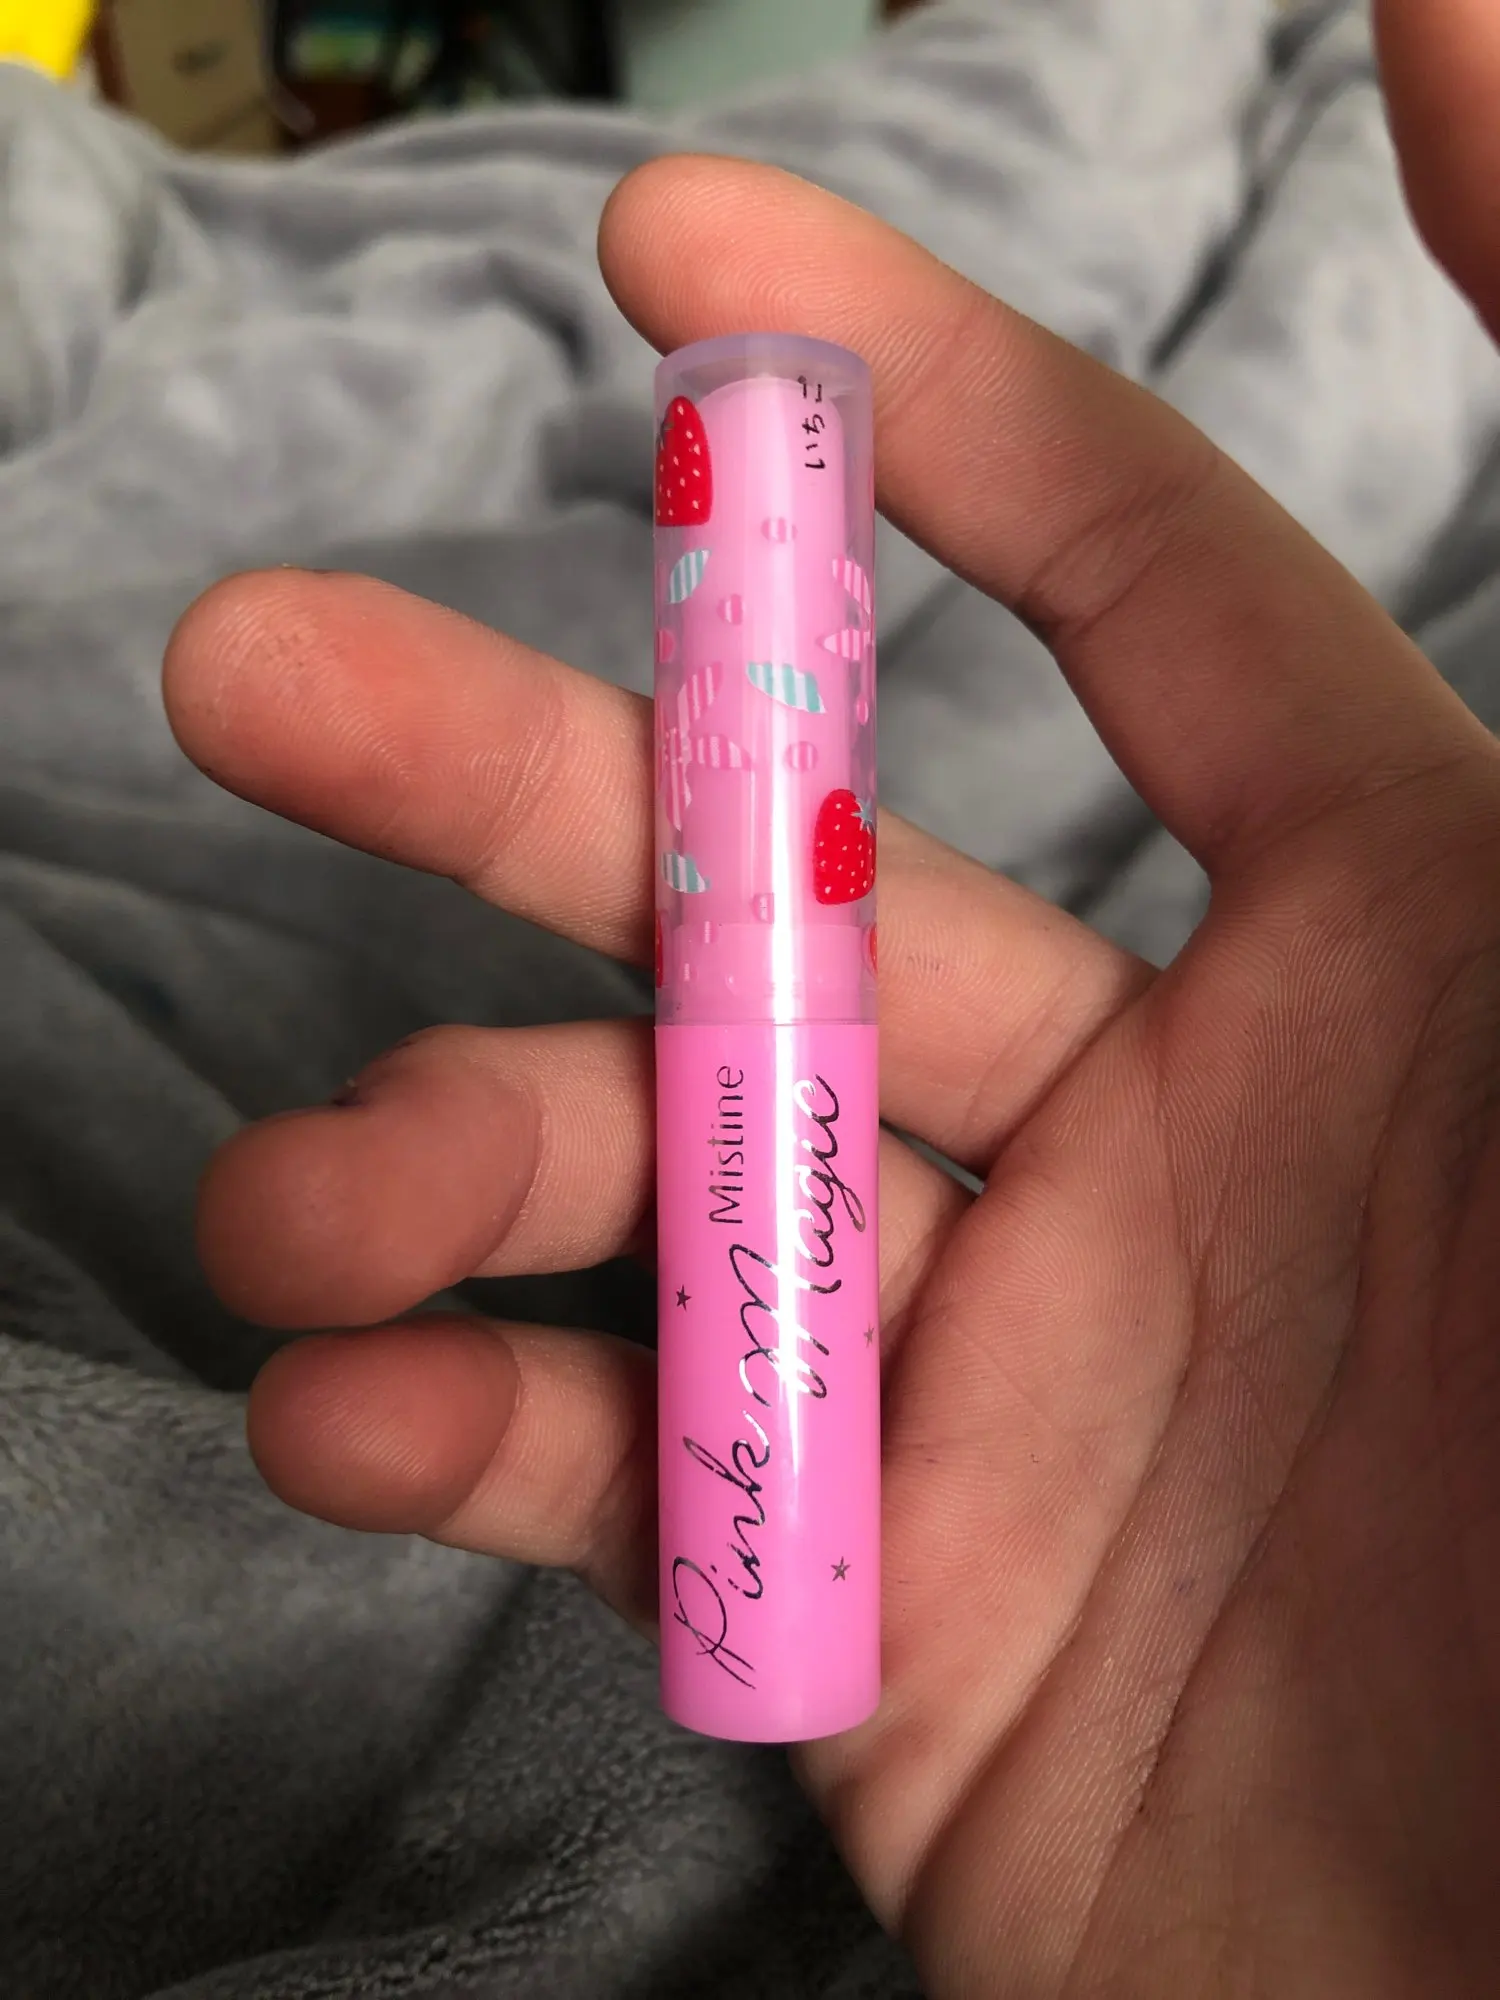 いちご
Mistine
Pink Magic